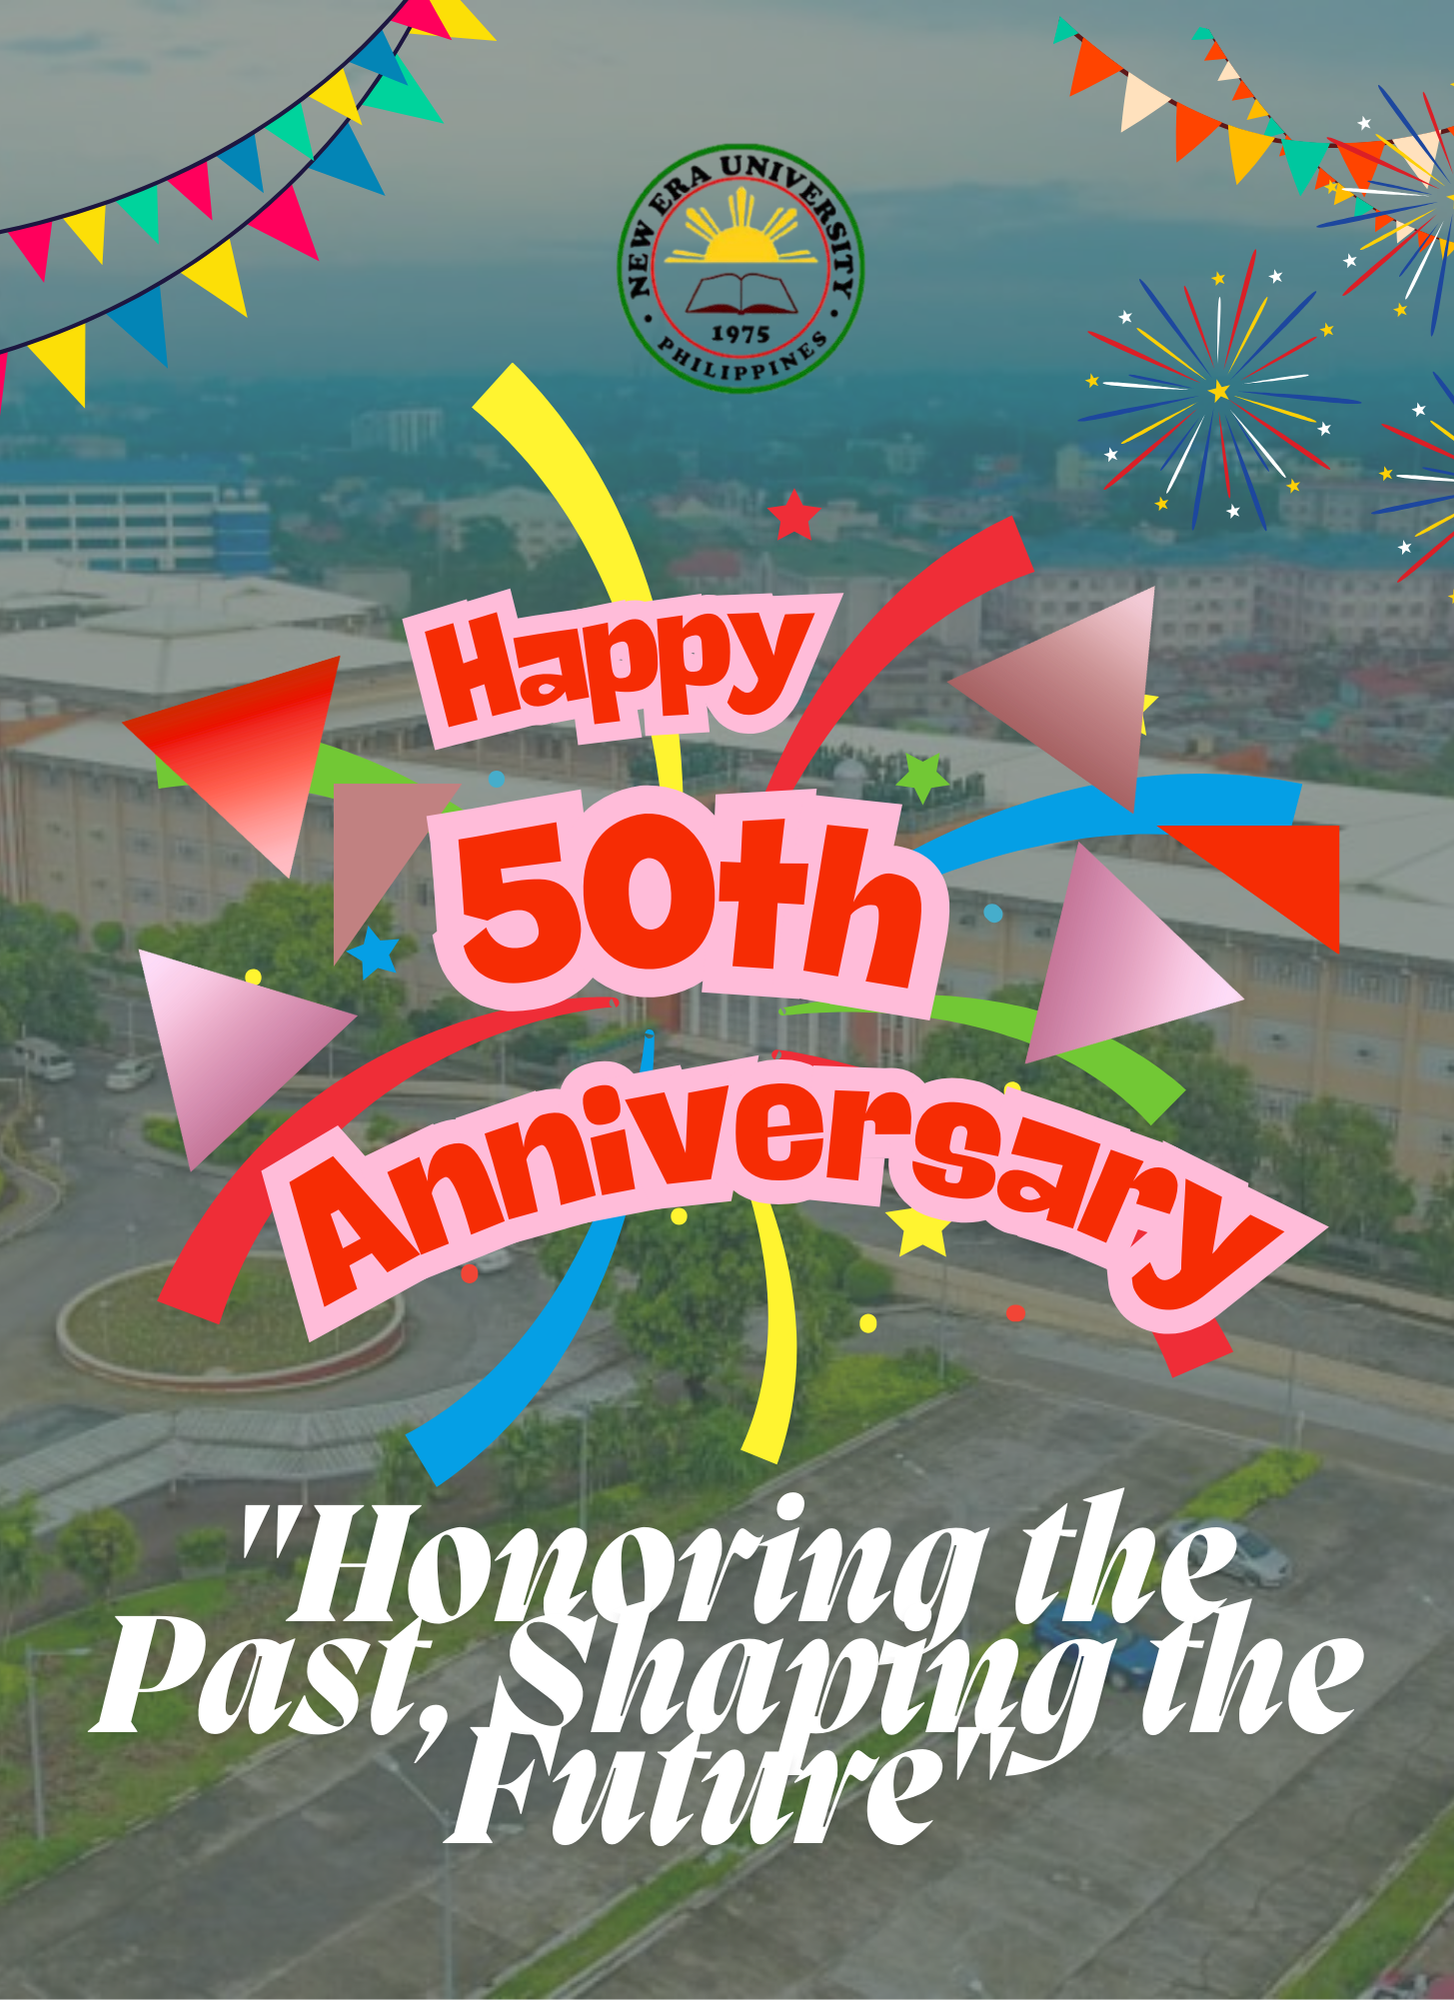 NEW ERA UNIVERSITY
1975
PHILIPPINES
Happy
50th
Anniversary
"Honoring the
Past, Shaping the
Future"